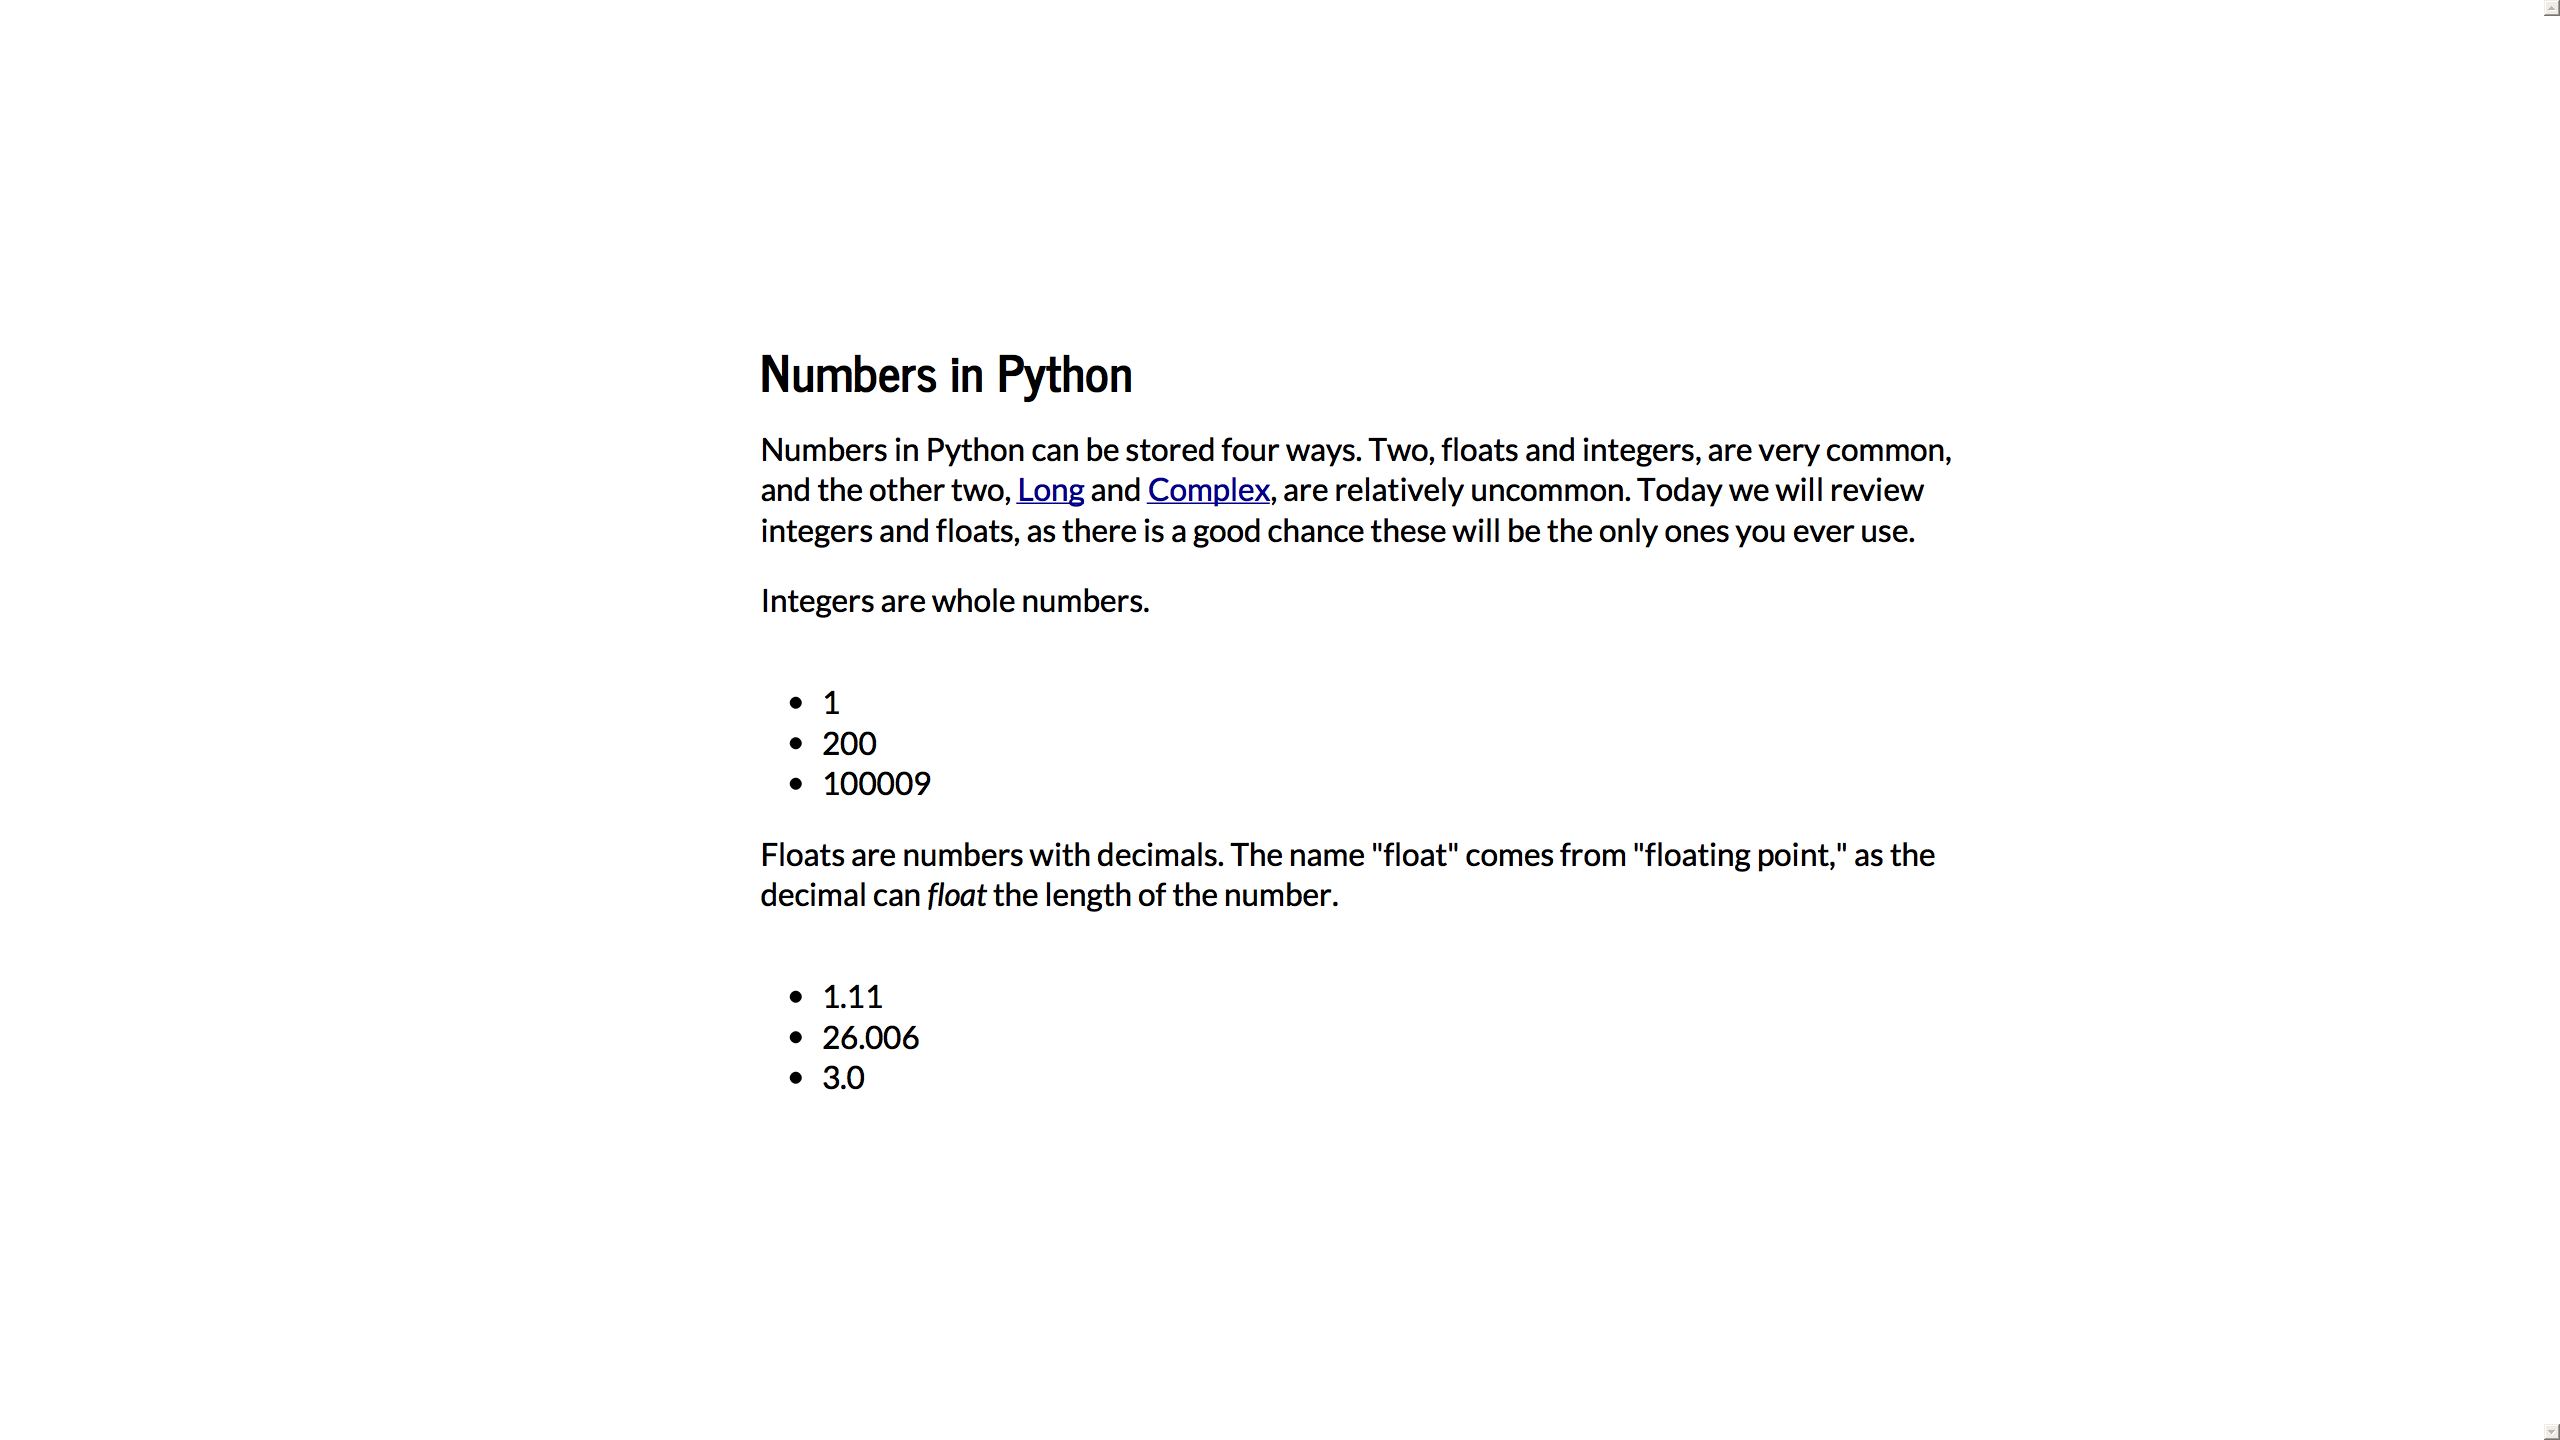 Numbers in Python
Numbers in Python can be stored four ways. Two, floats and integers, are very common,
and the other two, Long and Complex, are relatively uncommon. Today we will review
integers and floats, as there is a good chance these will be the only ones you ever use.
Integers are whole numbers.
• 1
• 200
• 100009
Floats are numbers with decimals. The name "float" comes from "floating point," as the
decimal can float the length of the number.
• 1.11
• 26.006
• 3.0